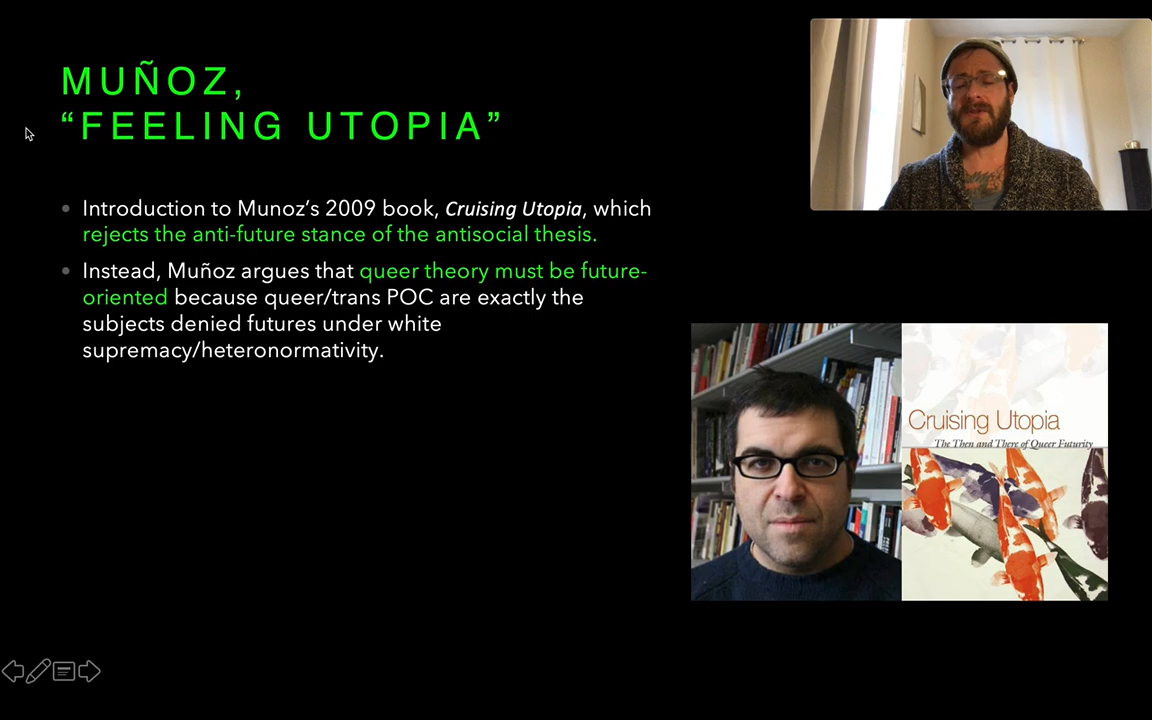 MUÑOZ,
“FEELING UTOPIA”
• Introduction to Munoz’s 2009 book, Cruising Utopia, which
rejects the anti-future stance of the antisocial thesis.
• Instead, Muñoz argues that queer theory must be future-
oriented because queer/trans POC are exactly the
subjects denied futures under white
supremacy/heteronormativity.
Cruising Utopia
The Then and There of Queer Futurity